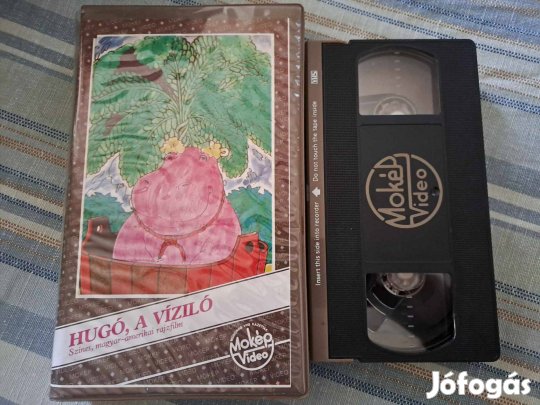 HUGÓ, A VÍZILÓ
Színes, magyar-amerikai rajzfilm
Mokép
Video
VHS
Do not touch the tape inside
Insert this side into recorder
Mokép
Video
Jófogás